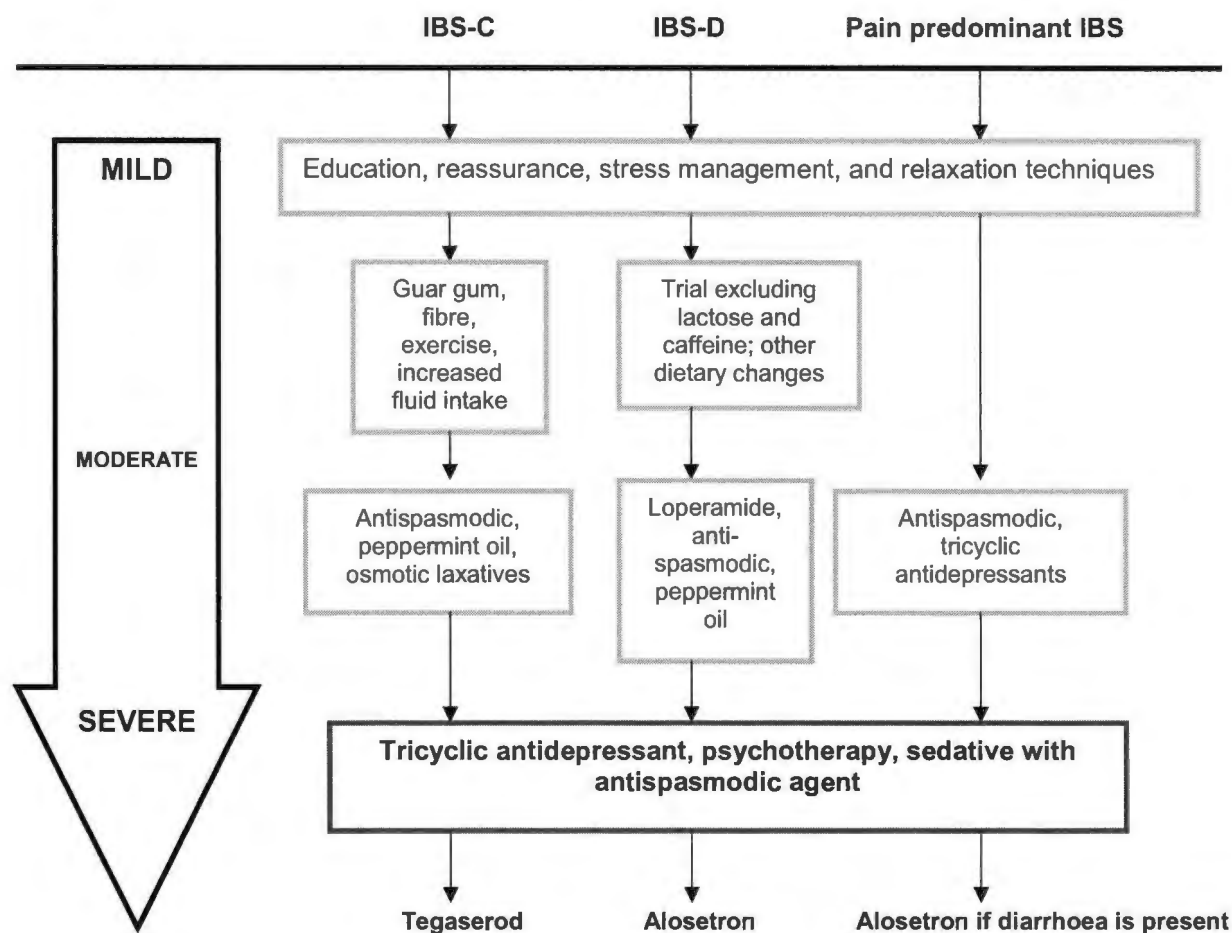 IBS-C
IBS-D
Pain predominant IBS
MILD
Education, reassurance, stress management, and relaxation techniques
Guar gum,
fibre,
exercise,
increased
fluid intake
Trial excluding
lactose and
caffeine; other
dietary changes
MODERATE
Antispasmodic,
peppermint oil,
osmotic laxatives
Loperamide,
anti-
spasmodic,
peppermint
oil
Antispasmodic,
tricyclic
antidepressants
SEVERE
Tricyclic antidepressant, psychotherapy, sedative with
antispasmodic agent
Tegaserod
Alosetron
Alosetron if diarrhoea is present